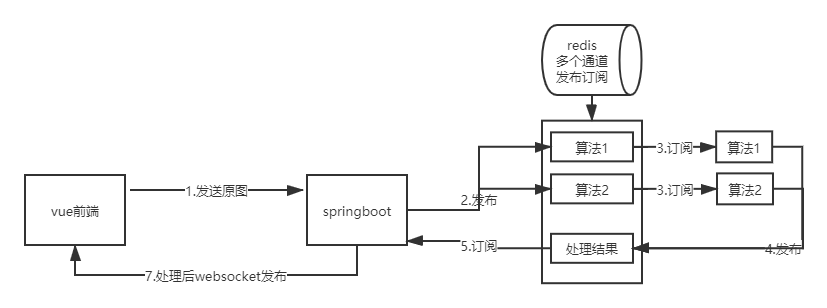 redis
多个通道
发布订阅
算法1
3.订阅
算法1
1.发送原图
vue前端
springboot
2.发布
算法2
3.订阅
算法2
5.订阅
处理结果
4.发布
7.处理后websocket发布